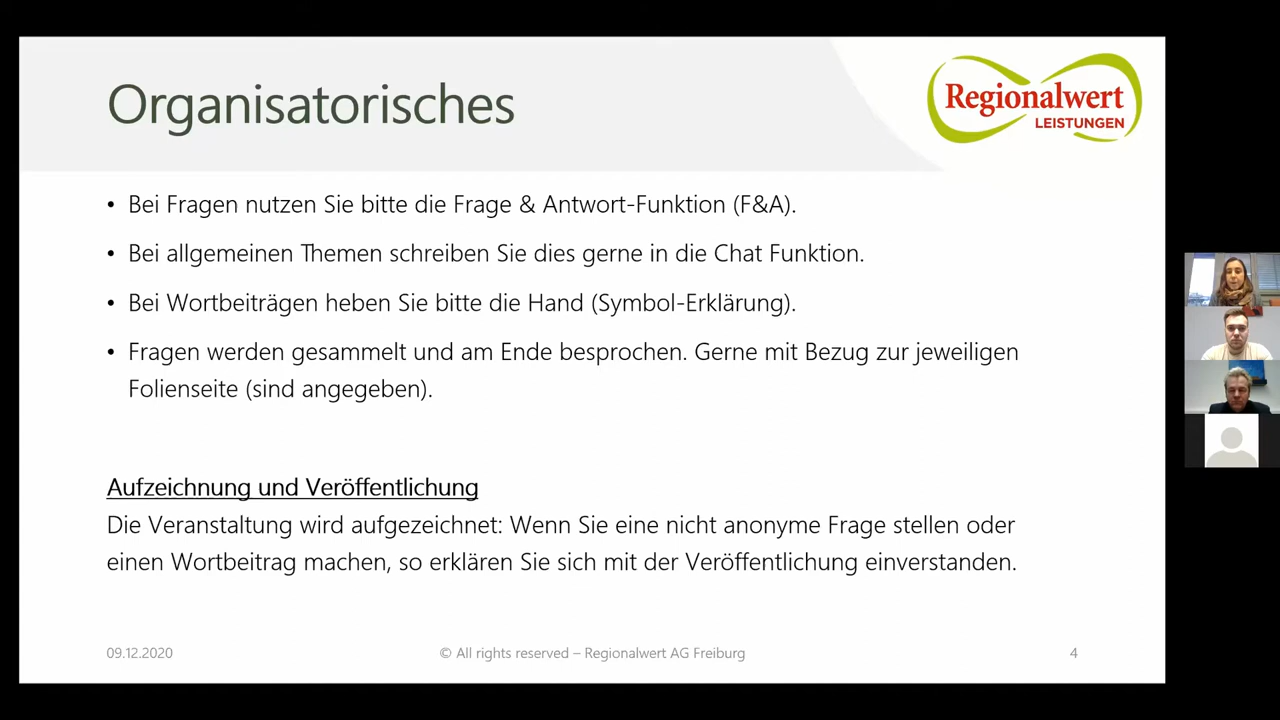 Organisatorisches
Regionalwert
LEISTUNGEN
• Bei Fragen nutzen Sie bitte die Frage & Antwort-Funktion (F&A).
• Bei allgemeinen Themen schreiben Sie dies gerne in die Chat Funktion.
• Bei Wortbeiträgen heben Sie bitte die Hand (Symbol-Erklärung).
• Fragen werden gesammelt und am Ende besprochen. Gerne mit Bezug zur jeweiligen
Folienseite (sind angegeben).
Aufzeichnung und Veröffentlichung
Die Veranstaltung wird aufgezeichnet: Wenn Sie eine nicht anonyme Frage stellen oder
einen Wortbeitrag machen, so erklären Sie sich mit der Veröffentlichung einverstanden.
09.12.2020
© All rights reserved – Regionalwert AG Freiburg
4